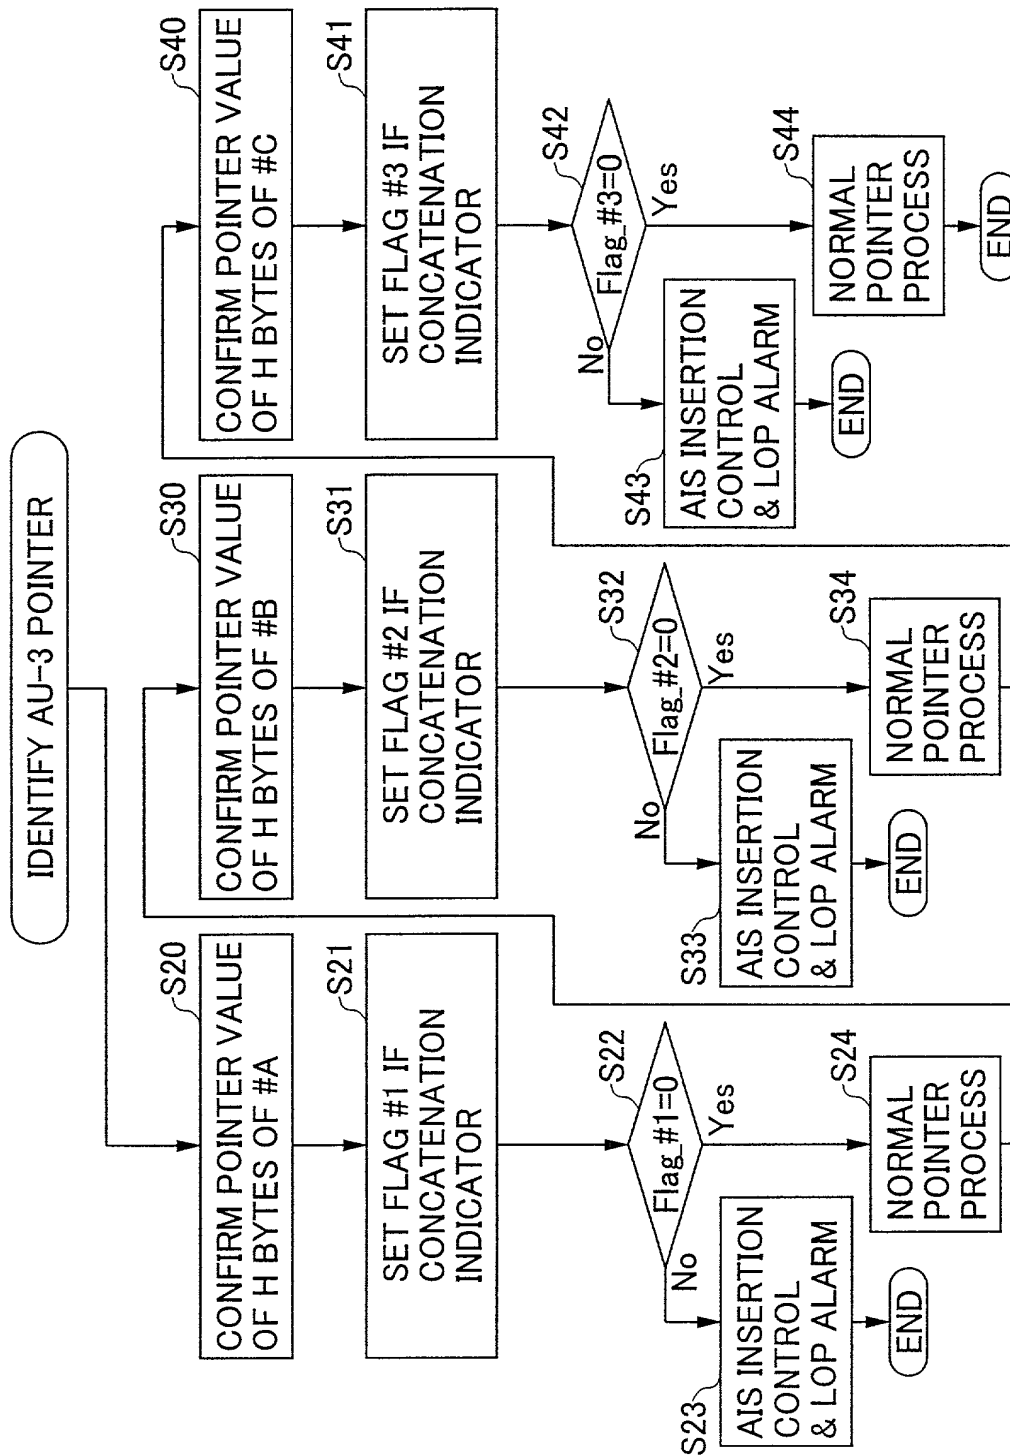 IDENTIFY AU-3 POINTER
S20
CONFIRM POINTER VALUE
OF H BYTES OF #A
S21
SET FLAG #1 IF
CONCATENATION
INDICATOR
S22
Flag_#1=0
No
Yes
S23
AIS INSERTION
CONTROL
& LOP ALARM
END
S24
NORMAL
POINTER
PROCESS
S30
CONFIRM POINTER VALUE
OF H BYTES OF #B
S31
SET FLAG #2 IF
CONCATENATION
INDICATOR
S32
Flag_#2=0
No
Yes
S33
AIS INSERTION
CONTROL
& LOP ALARM
END
S34
NORMAL
POINTER
PROCESS
S40
CONFIRM POINTER VALUE
OF H BYTES OF #C
S41
SET FLAG #3 IF
CONCATENATION
INDICATOR
S42
Flag_#3=0
No
Yes
S43
AIS INSERTION
CONTROL
& LOP ALARM
END
S44
NORMAL
POINTER
PROCESS
END